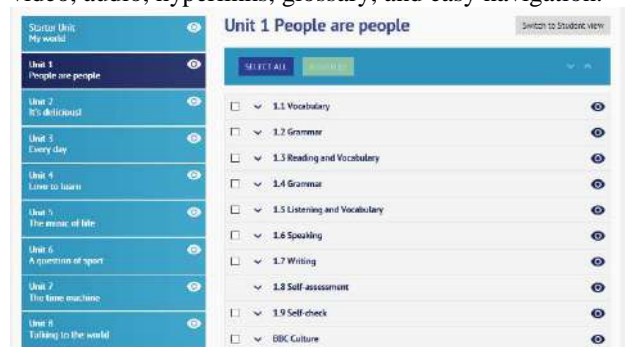 video, audio, hyperlinks, glossary, and easy navigation.
Starter Unit
My world
Unit 1
People are people
Unit 2
It's delicious!
Unit 3
Every day
Unit 4
Love to learn
Unit 5
The music of life
Unit 6
A question of sport
Unit 7
The time machine
Unit 8
Talking to the world
Unit 1 People are people
Switch to Student view
SELECT ALL
1.1 Vocabulary
1.2 Grammar
1.3 Reading and Vocabulary
1.4 Grammar
1.5 Listening and Vocabulary
1.6 Speaking
1.7 Writing
1.8 Self-assessment
1.9 Self-check
BBC Culture